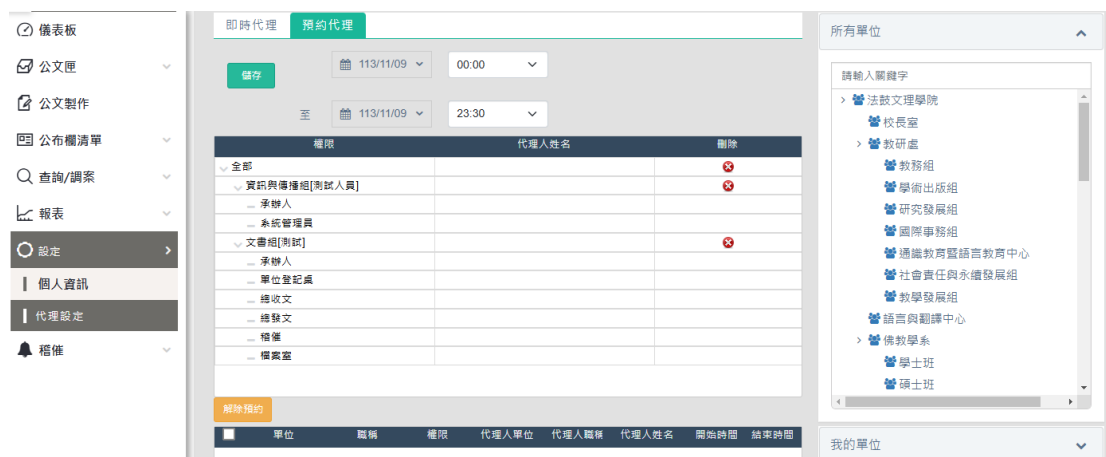 儀表板
公文匣
公文製作
公布欄清單
查詢/調案
報表
設定
個人資訊
代理設定
稽催
即時代理 預約代理
儲存 113/11/09 00:00
至 113/11/09 23:30
權限 代理人姓名 刪除
全部
資訊與傳播組[測試人員]
承辦人
系統管理員
文書組[測試]
承辦人
單位登記桌
總收文
總發文
稽催
檔案室
解除預約
單位 職稱 權限 代理人單位 代理人職稱 代理人姓名 開始時間 結束時間
所有單位
請輸入關鍵字
法鼓文理學院
校長室
教研處
教務組
學術出版組
研究發展組
國際事務組
通識教育暨語言教育中心
社會責任與永續發展組
教學發展組
語言與翻譯中心
佛教學系
學士班
碩士班
我的單位